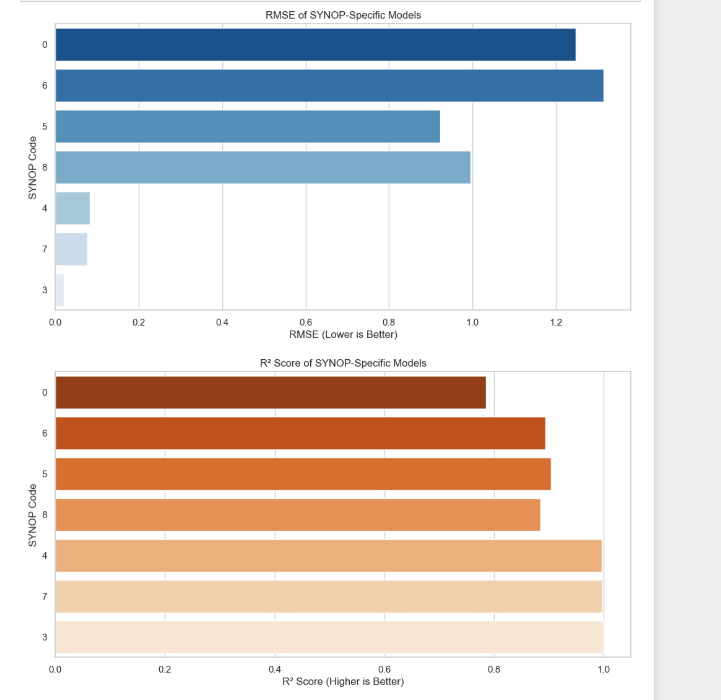 RMSE of SYNOP-Specific Models
SYNOP Code
0
6
5
8
4
7
3
0.0 0.2 0.4 0.6 0.8 1.0 1.2
RMSE (Lower is Better)
R² Score of SYNOP-Specific Models
SYNOP Code
0
6
5
8
4
7
3
0.0 0.2 0.4 0.6 0.8 1.0
R² Score (Higher is Better)